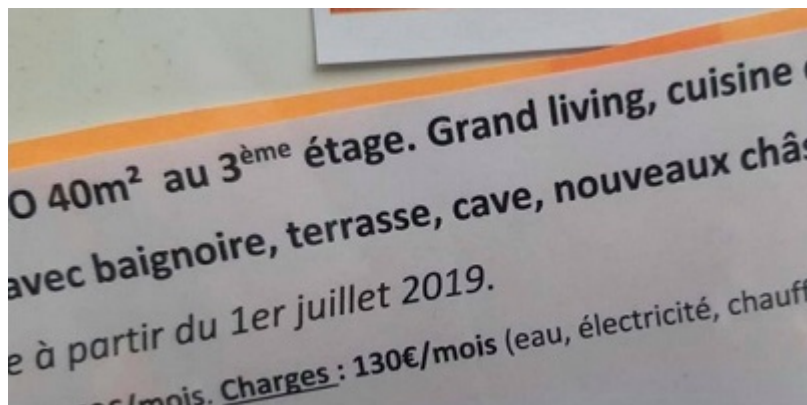 O 40m² au 3ème étage. Grand living, cuisine
avec baignoire, terrasse, cave, nouveaux châs
e à partir du 1er juillet 2019.
€/mois. Charges : 130€/mois (eau, électricité, chauff